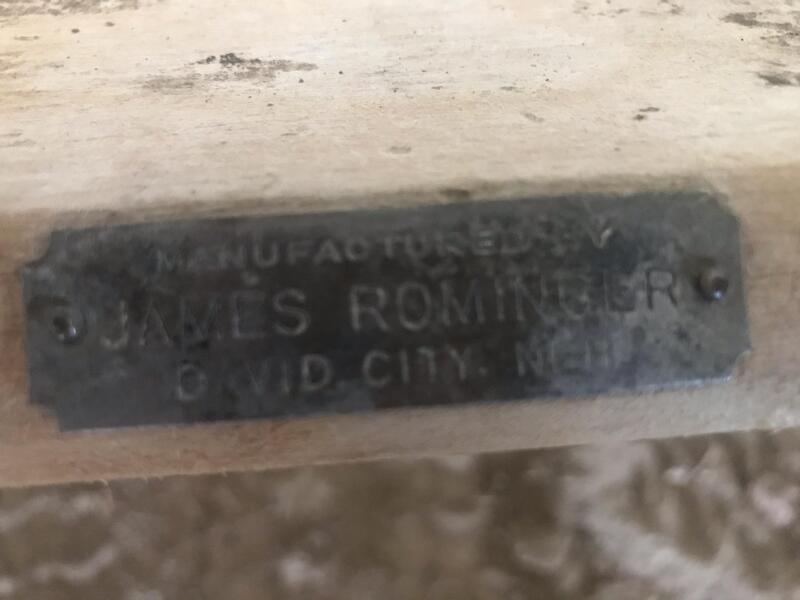 MANUFACTURED BY
JAMES ROMINGER
DAVID. CITY. NEB